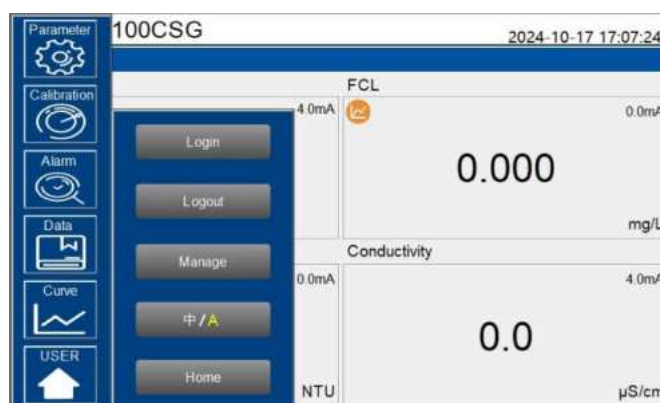 Parameter
100CSG
2024-10-17 17:07:24
Calibration
Alarm
Data
Curve
USER
Login
Logout
Manage
中/A
Home
4.0mA
0.0mA
NTU
FCL
0.0mA
0.000
mg/L
Conductivity
4.0mA
0.0
µS/cm